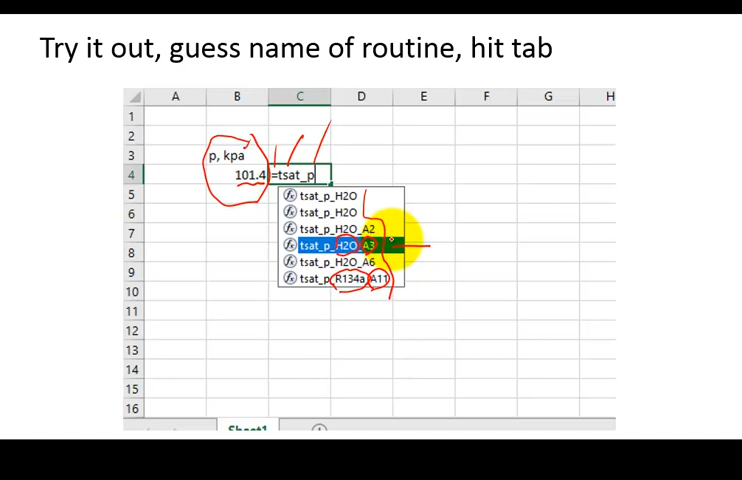 Try it out, guess name of routine, hit tab
A B C D E F G H
1
2
3 p, kpa
4 101.4 =tsat_p
5 tsat_p_H2O
6 tsat_p_H2O
7 tsat_p_H2O_A2
8 tsat_p_H2O_A3
9 tsat_p_H2O_A6
10 tsat_p_R134a_A11
11
12
13
14
15
16
Sheet1